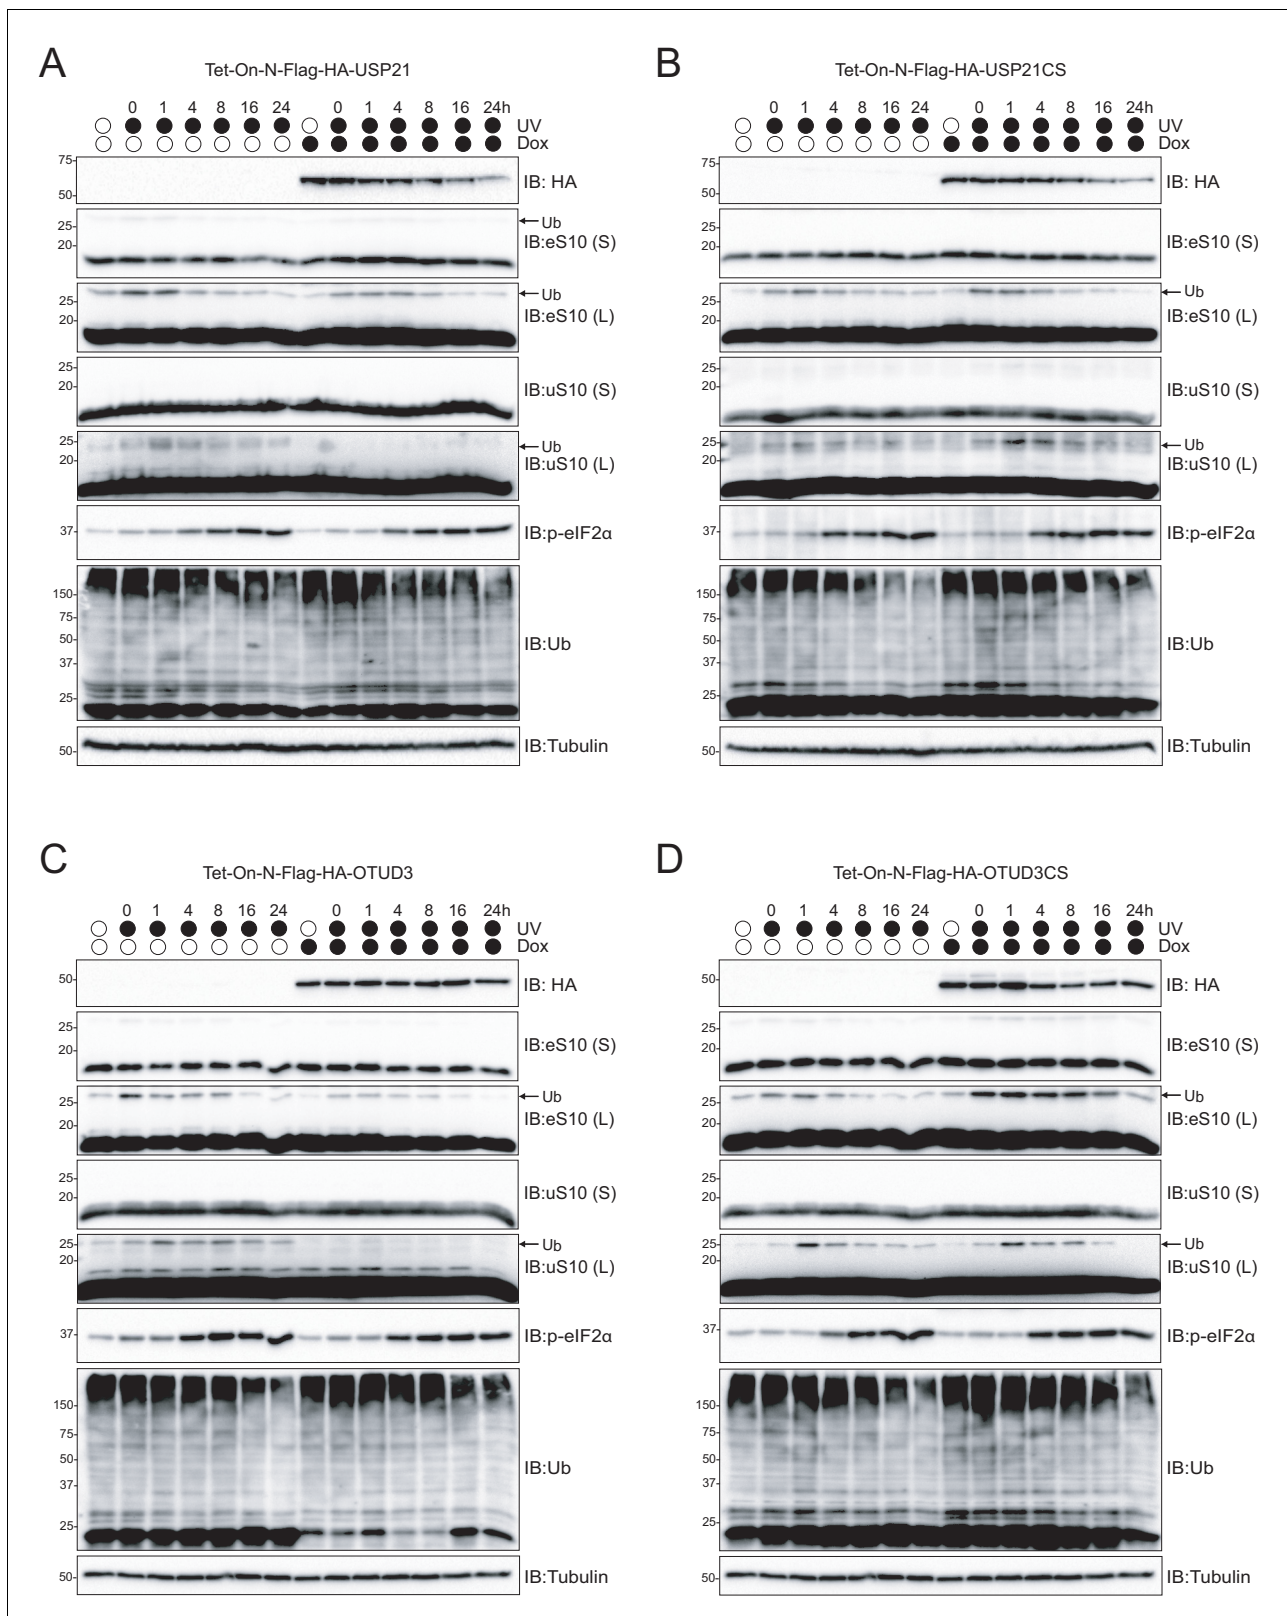 A
Tet-On-N-Flag-HA-USP21
0 1 4 8 16 24 0 1 4 8 16 24h
UV
Dox
75-
50-
IB: HA
25-
20-
Ub
IB:eS10 (S)
25-
20-
Ub
IB:eS10 (L)
25-
20-
IB:uS10 (S)
25-
20-
Ub
IB:uS10 (L)
37-
IB:p-eIF2α
150-
75-
50-
37-
25-
IB:Ub
50-
IB:Tubulin
B
Tet-On-N-Flag-HA-USP21CS
0 1 4 8 16 24 0 1 4 8 16 24h
UV
Dox
75-
50-
IB: HA
25-
20-
IB:eS10 (S)
25-
20-
Ub
IB:eS10 (L)
25-
20-
IB:uS10 (S)
25-
20-
Ub
IB:uS10 (L)
37-
IB:p-eIF2α
150-
75-
50-
37-
25-
IB:Ub
50-
IB:Tubulin
C
Tet-On-N-Flag-HA-OTUD3
0 1 4 8 16 24 0 1 4 8 16 24h
UV
Dox
50-
IB: HA
25-
20-
IB:eS10 (S)
25-
20-
Ub
IB:eS10 (L)
25-
20-
IB:uS10 (S)
25-
20-
Ub
IB:uS10 (L)
37-
IB:p-eIF2α
150-
75-
50-
37-
25-
IB:Ub
50-
IB:Tubulin
D
Tet-On-N-Flag-HA-OTUD3CS
0 1 4 8 16 24 0 1 4 8 16 24h
UV
Dox
50-
IB: HA
25-
20-
IB:eS10 (S)
25-
20-
Ub
IB:eS10 (L)
25-
20-
IB:uS10 (S)
25-
20-
Ub
IB:uS10 (L)
37-
IB:p-eIF2α
150-
75-
50-
37-
25-
IB:Ub
50-
IB:Tubulin